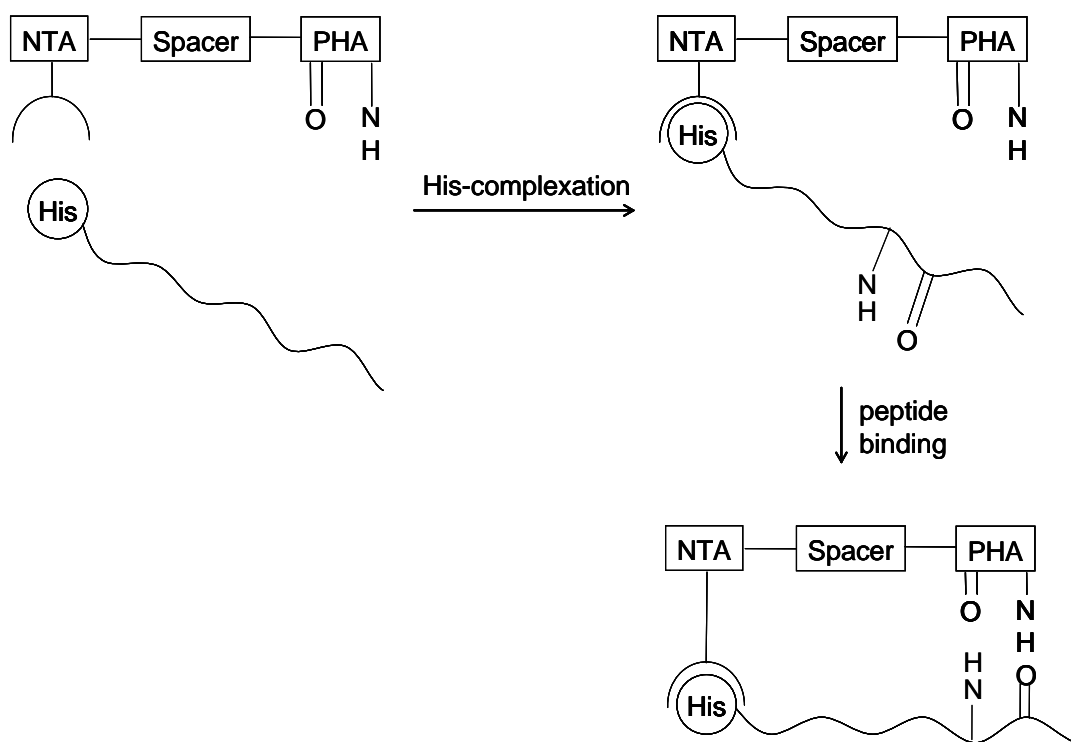 NTA Spacer PHA
O N
H
His
His-complexation
NTA Spacer PHA
His
O N
H
N
H
O
peptide
binding
NTA Spacer PHA
O N
H
H O
N
His